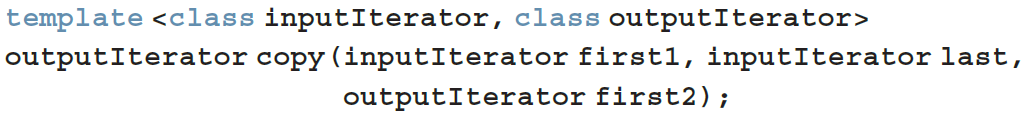 template <class inputIterator, class outputIterator>
outputIterator copy(inputIterator first1, inputIterator last,
outputIterator first2);